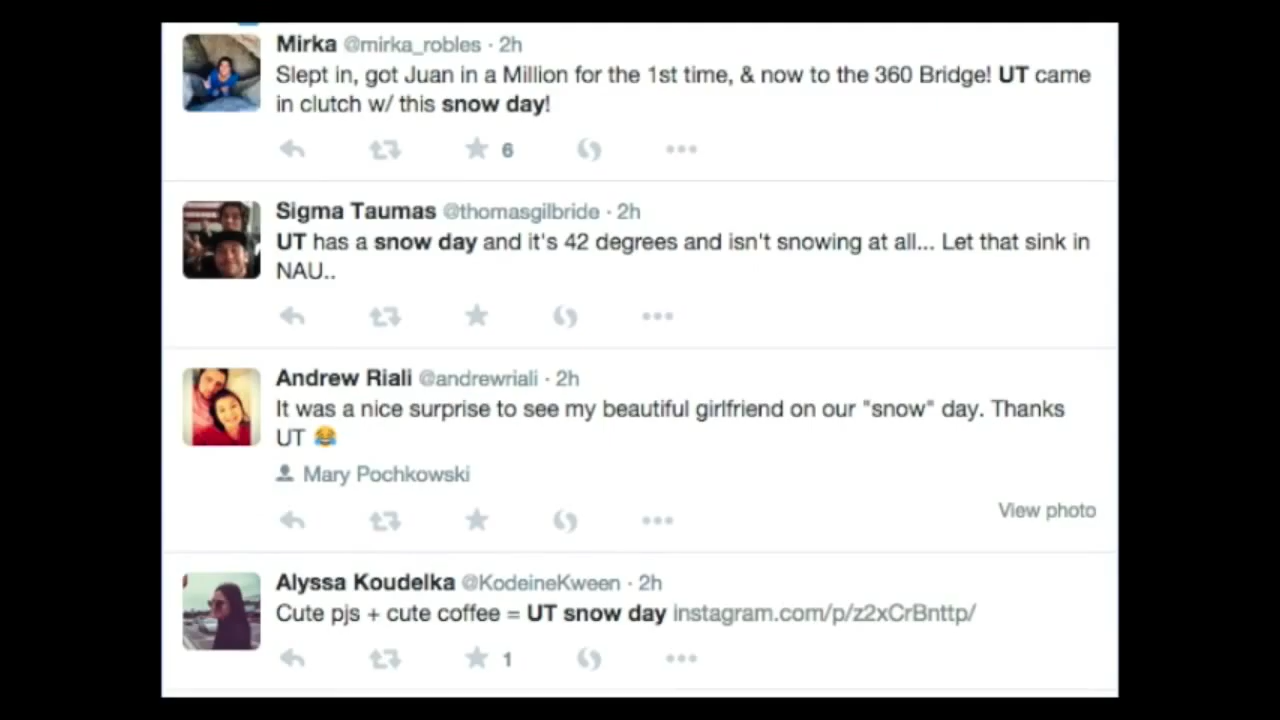 Mirka @mirka_robles · 2h
Slept in, got Juan in a Million for the 1st time, & now to the 360 Bridge! UT came
in clutch w/ this snow day!
6
Sigma Taumas @thomasgilbride · 2h
UT has a snow day and it's 42 degrees and isn't snowing at all... Let that sink in
NAU..
Andrew Riali @andrewriali · 2h
It was a nice surprise to see my beautiful girlfriend on our "snow" day. Thanks
UT 😂
Mary Pochkowski
View photo
Alyssa Koudelka @KodeineKween · 2h
Cute pjs + cute coffee = UT snow day instagram.com/p/z2xCrBnttp/
1